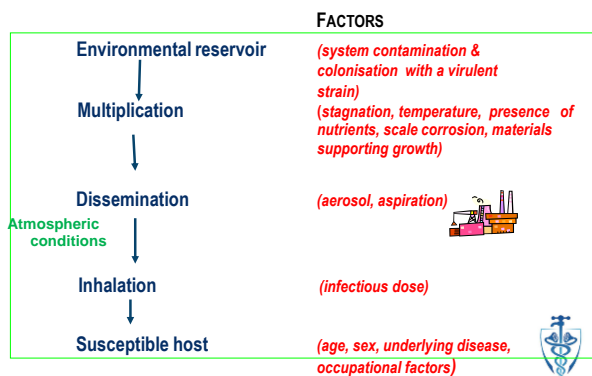 FACTORS
Environmental reservoir
(system contamination &
colonisation with a virulent
strain)
Multiplication
(stagnation, temperature, presence of
nutrients, scale corrosion, materials
supporting growth)
Dissemination
(aerosol, aspiration)
Atmospheric
conditions
Inhalation
(infectious dose)
Susceptible host
(age, sex, underlying disease,
occupational factors)